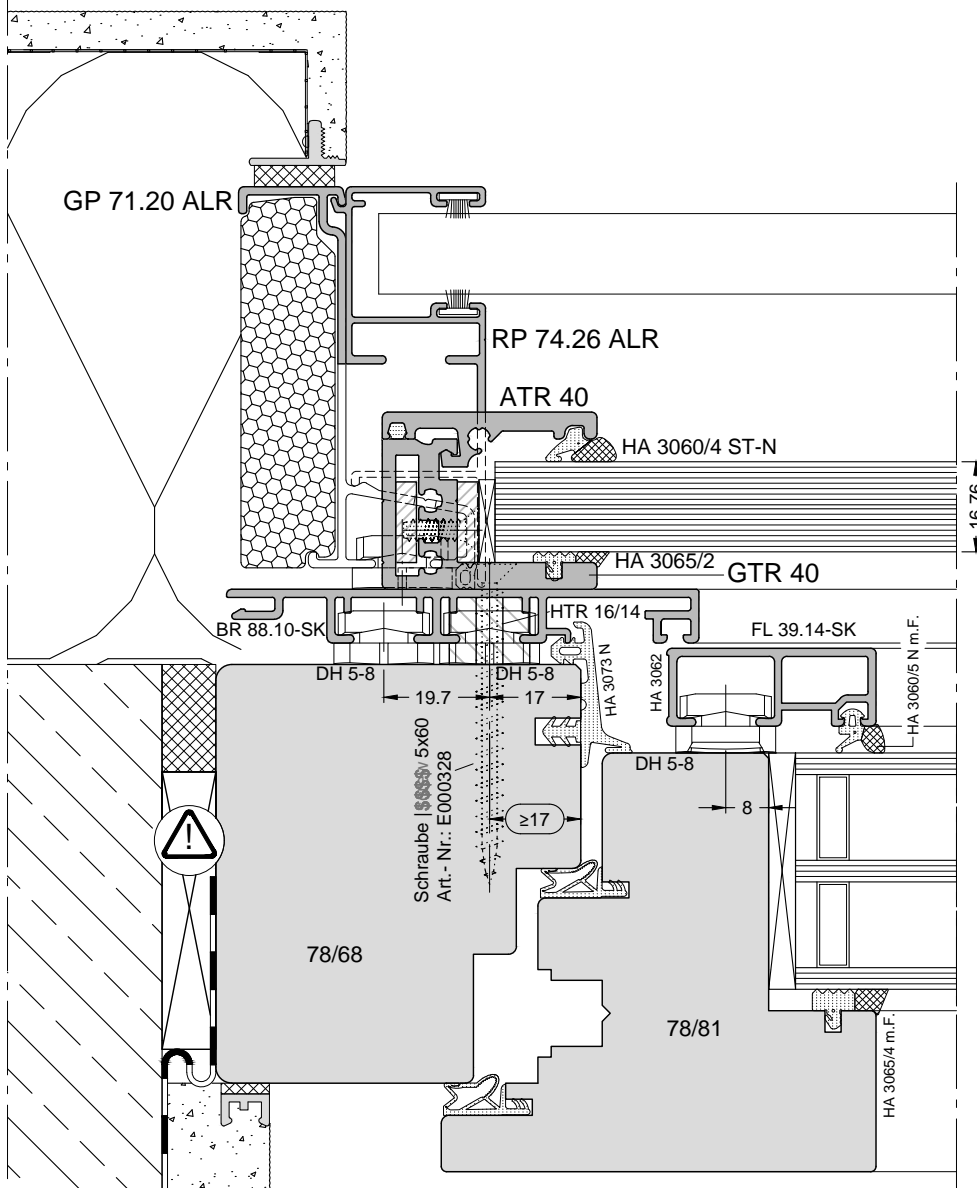 GP 71.20 ALR
RP 74.26 ALR
ATR 40
HA 3060/4 ST-N
16.76
HA 3065/2
GTR 40
BR 88.10-SK
HTR 16/14
FL 39.14-SK
HA 3060/5 N m.F.
HA 3062
HA 3073 N
DH 5-8
DH 5-8
19.7
17
DH 5-8
8
Schraube 5x60
Art.- Nr.: E000328
≥17
!
78/68
78/81
HA 3065/4 m.F.